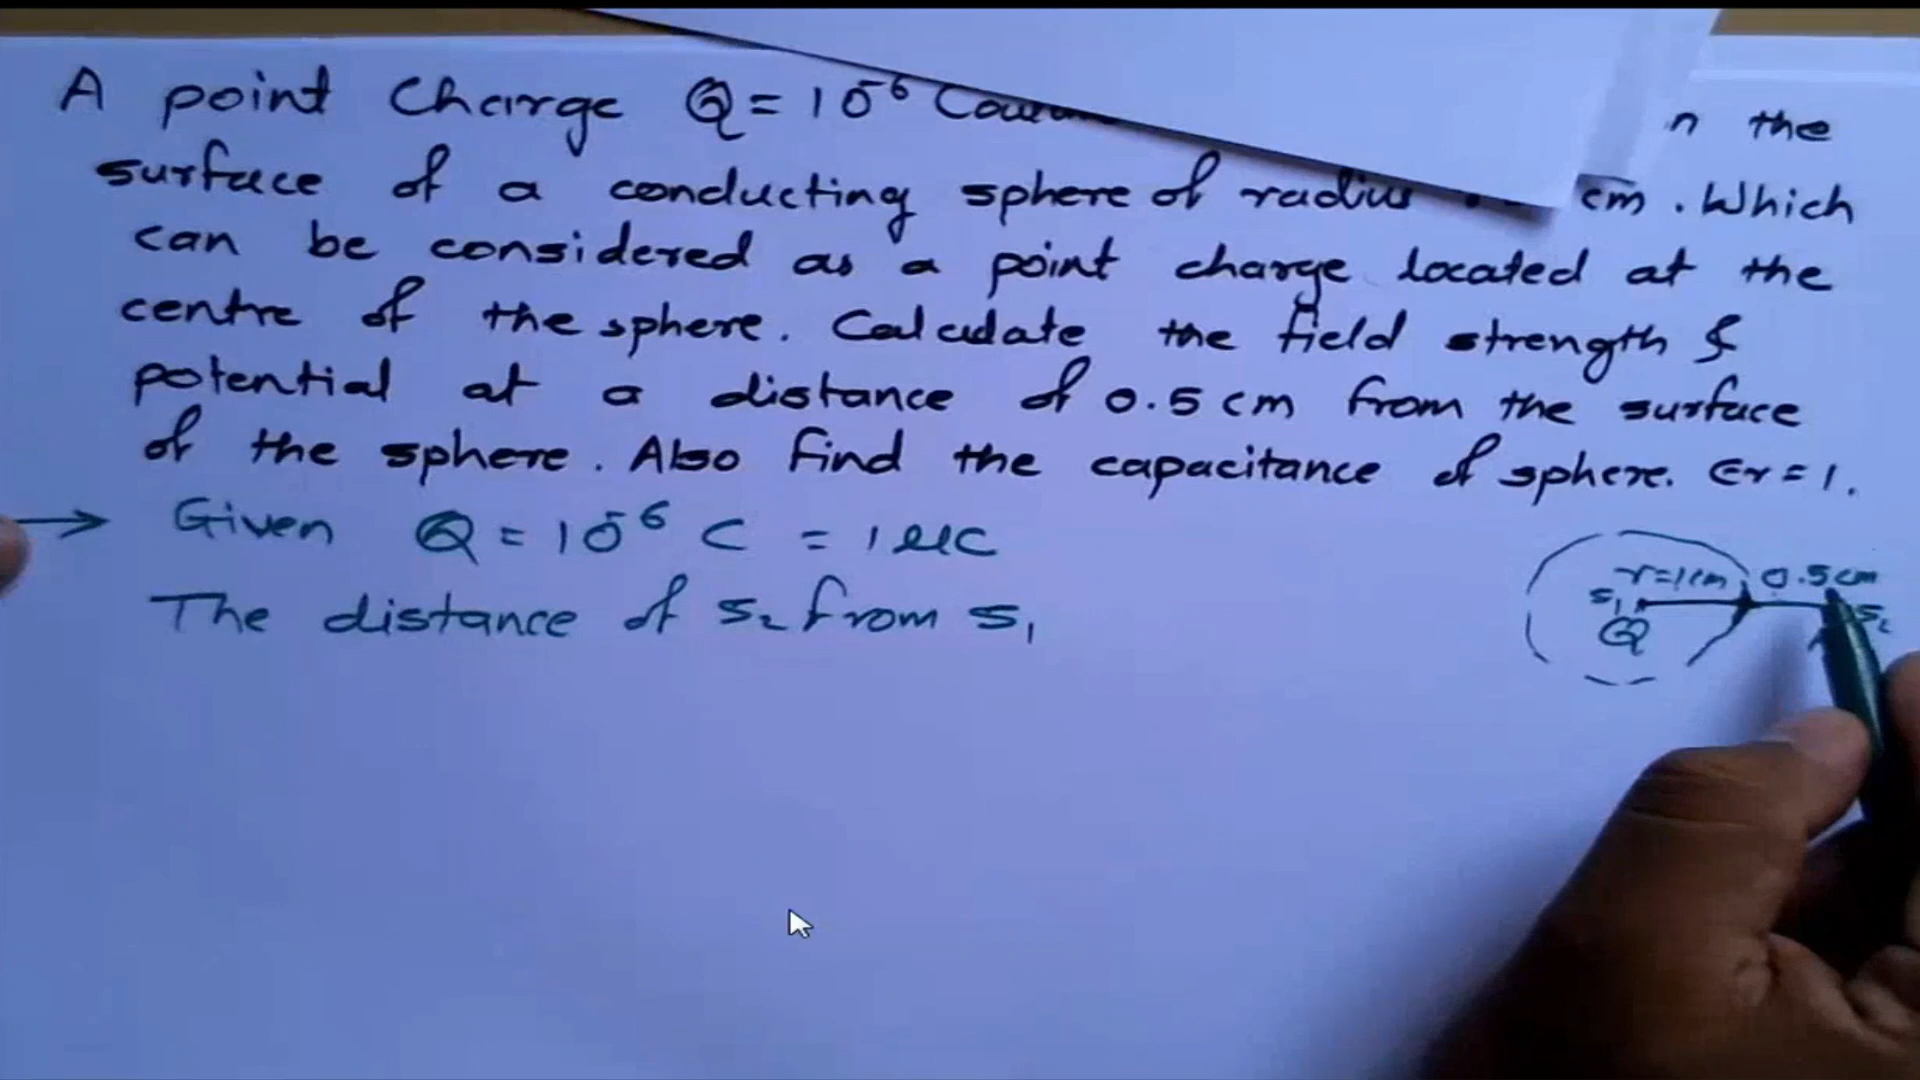 A point Charge Q = 10⁻⁶ the
surface of a conducting sphere of radius cm. Which
can be considered as a point charge located at the
centre of the sphere. Calculate the field strength &
potential at a distance of 0.5 cm from the surface
of the sphere. Also find the capacitance of sphere. Er = 1.
→ Given Q = 10⁻⁶ C = 1 μC
The distance of S₂ from S₁
r=1cm 0.5cm
S₁ S₂
Q